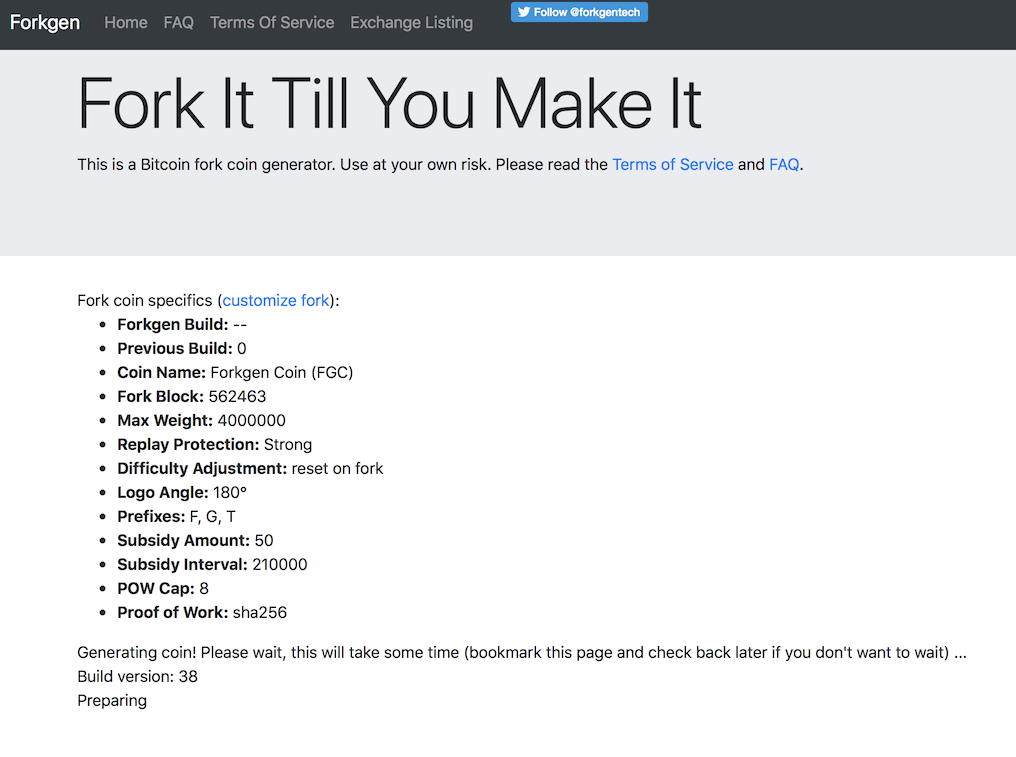 Forkgen Home FAQ Terms Of Service Exchange Listing Follow @forkgentech
Fork It Till You Make It
This is a Bitcoin fork coin generator. Use at your own risk. Please read the Terms of Service and FAQ.
Fork coin specifics (customize fork):
• Forkgen Build: --
• Previous Build: 0
• Coin Name: Forkgen Coin (FGC)
• Fork Block: 562463
• Max Weight: 4000000
• Replay Protection: Strong
• Difficulty Adjustment: reset on fork
• Logo Angle: 180º
• Prefixes: F, G, T
• Subsidy Amount: 50
• Subsidy Interval: 210000
• POW Cap: 8
• Proof of Work: sha256
Generating coin! Please wait, this will take some time (bookmark this page and check back later if you don't want to wait) ...
Build version: 38
Preparing